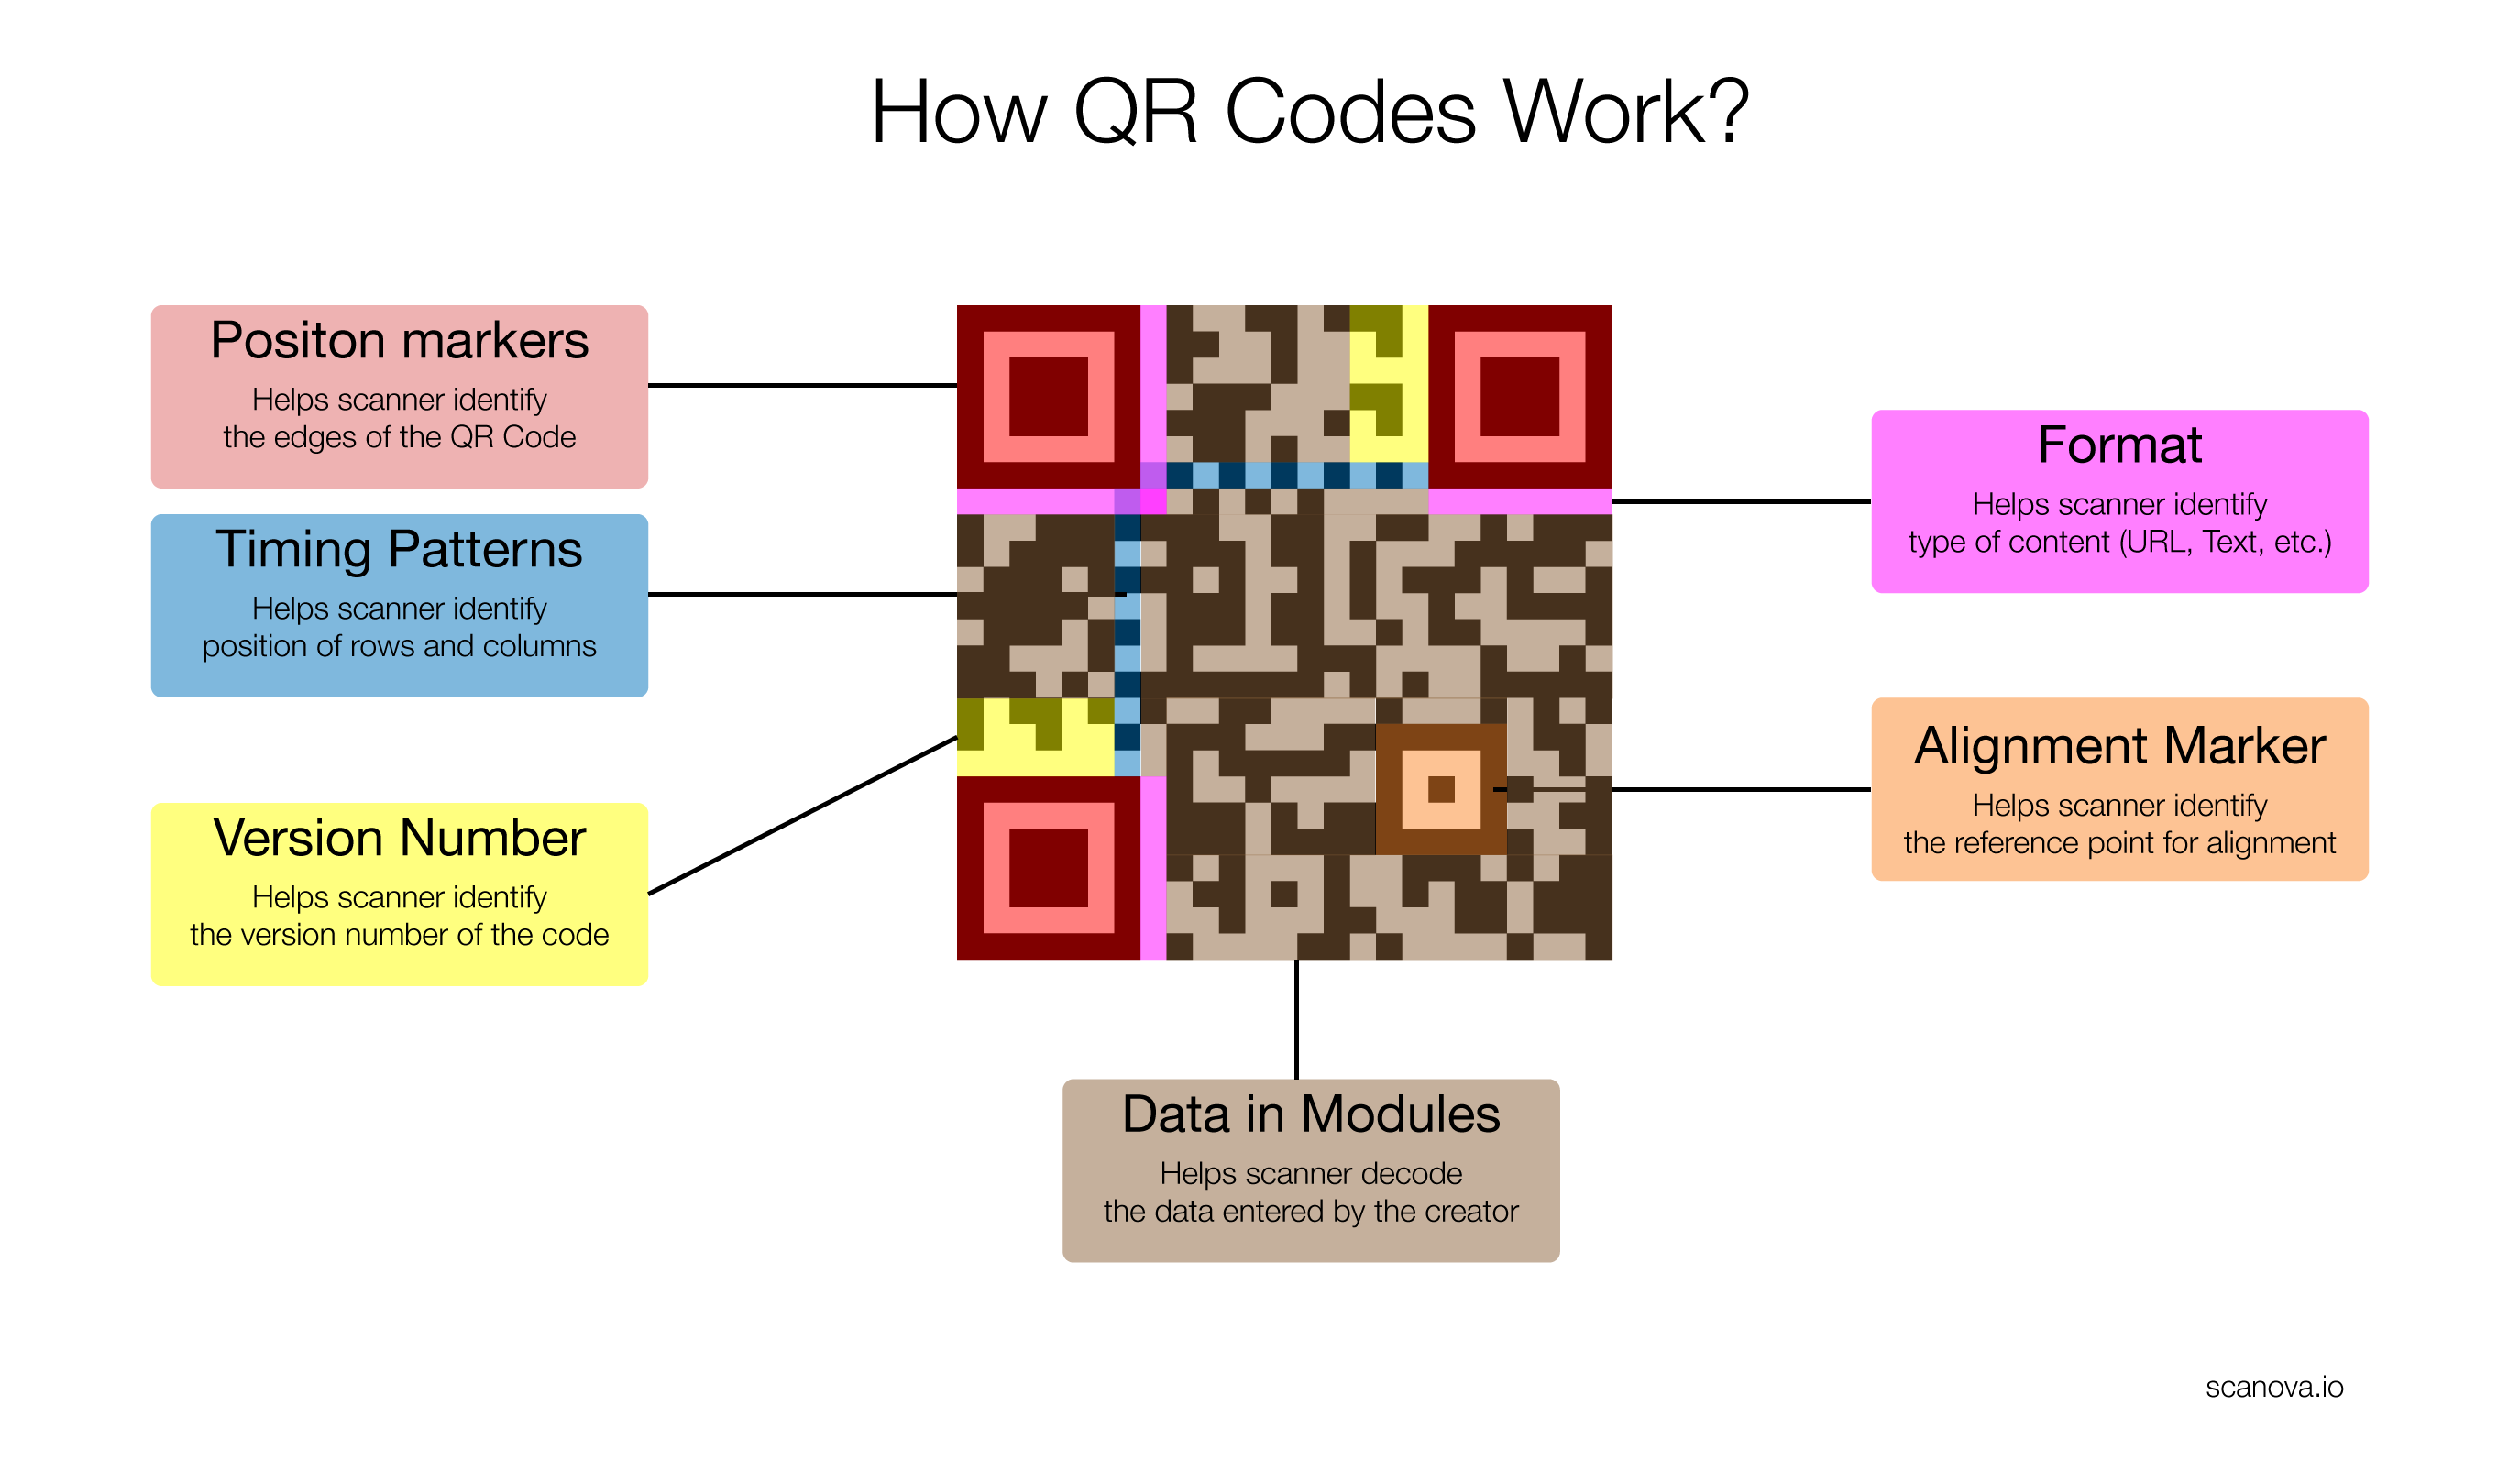 How QR Codes Work?
Positon markers
Helps scanner identify
the edges of the QR Code
Timing Patterns
Helps scanner identify
position of rows and columns
Version Number
Helps scanner identify
the version number of the code
Format
Helps scanner identify
type of content (URL, Text, etc.)
Alignment Marker
Helps scanner identify
the reference point for alignment
Data in Modules
Helps scanner decode
the data entered by the creator
scanova.io